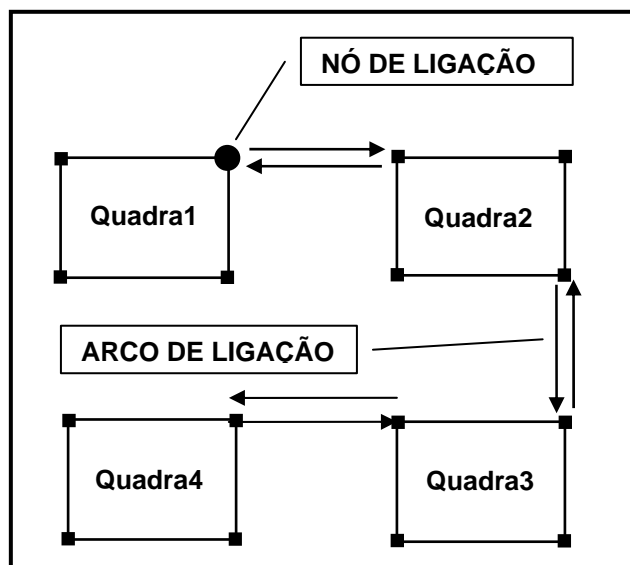 NÓ DE LIGAÇÃO
Quadra1
Quadra2
ARCO DE LIGAÇÃO
Quadra4
Quadra3